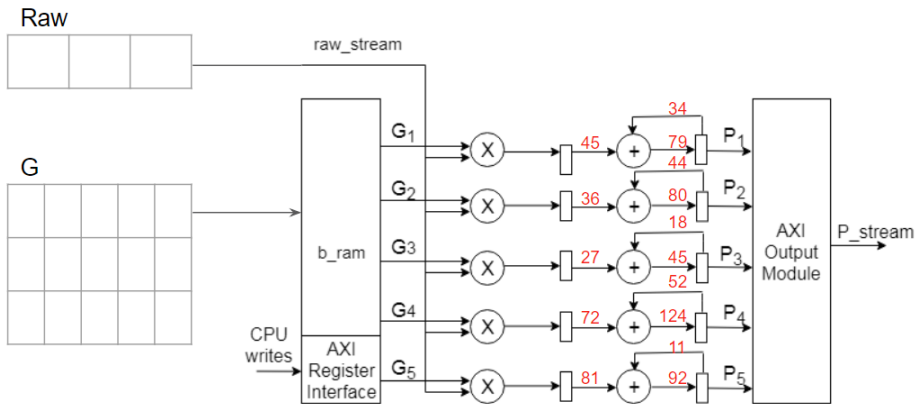 Raw
raw_stream
G
G1
34
45
79
P1
44
G2
36
80
P2
18
G3
27
45
P3
52
G4
72
124
P4
11
G5
81
92
P5
b_ram
CPU
writes
AXI
Register
Interface
AXI
Output
Module
P_stream
X
+
X
+
X
+
X
+
X
+